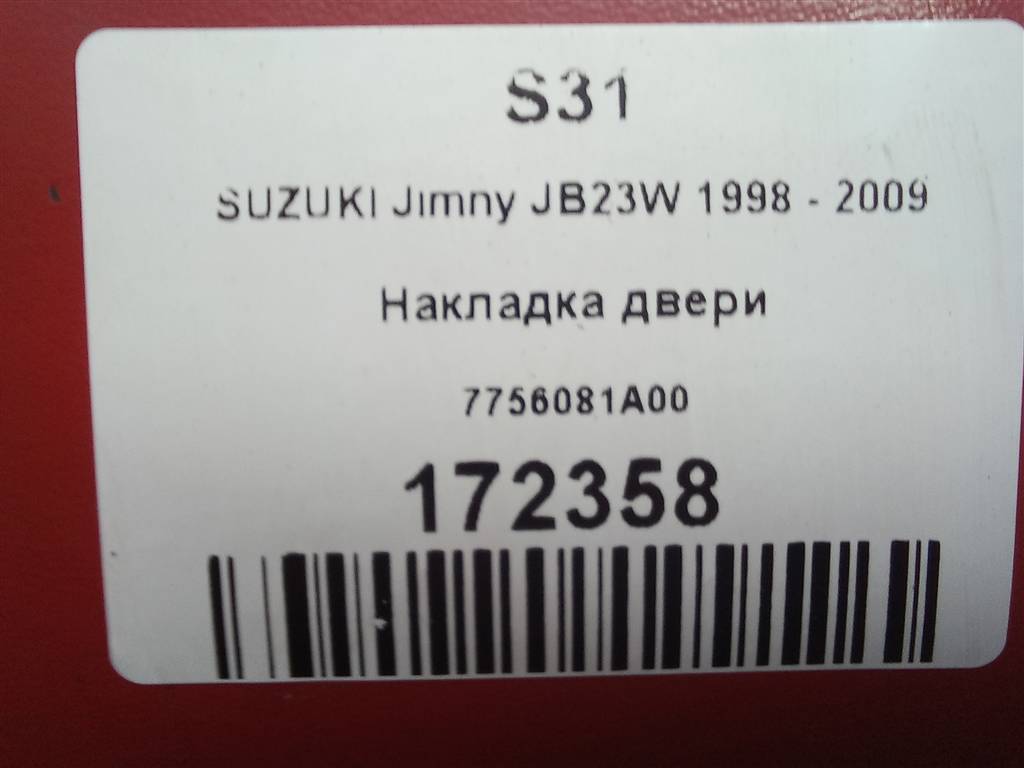 S31
SUZUKI Jimny JB23W 1998 - 2009
Накладка двери
7756081A00
172358